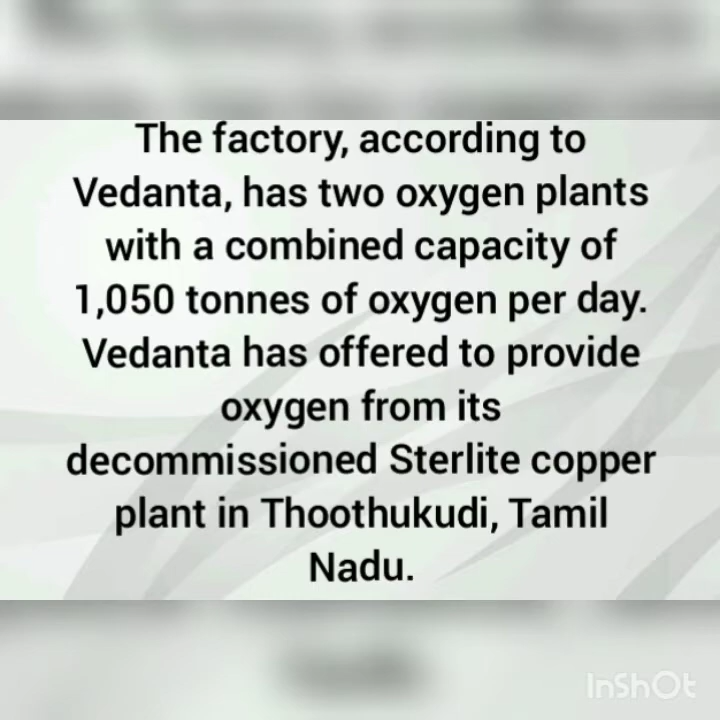 The factory, according to
Vedanta, has two oxygen plants
with a combined capacity of
1,050 tonnes of oxygen per day.
Vedanta has offered to provide
oxygen from its
decommissioned Sterlite copper
plant in Thoothukudi, Tamil
Nadu.
InShOt